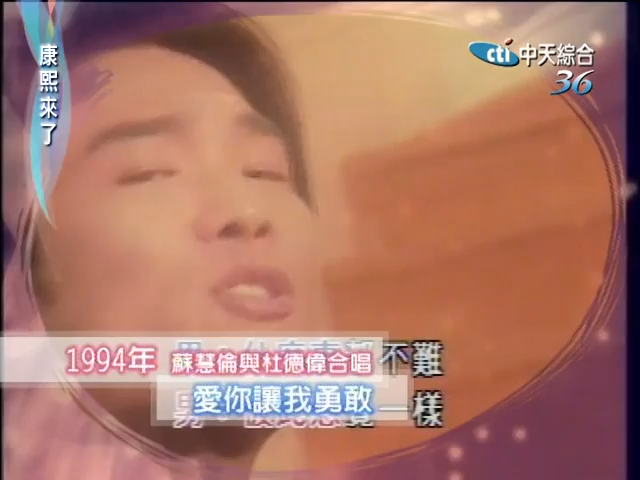 康熙來了
cti 中天綜合
36
1994年 蘇慧倫與杜德偉合唱
不難
愛你讓我勇敢
一樣